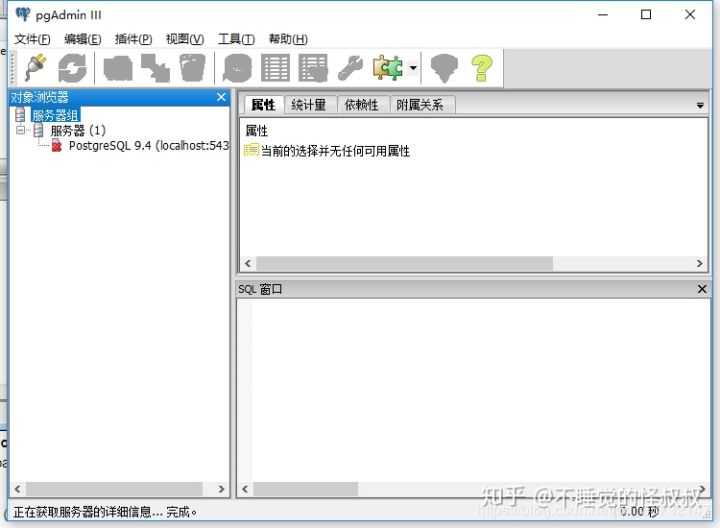 pgAdmin III
文件(F) 编辑(E) 插件(P) 视图(V) 工具(T) 帮助(H)
对象浏览器
服务器组
服务器 (1)
PostgreSQL 9.4 (localhost:543
属性 统计量 依赖性 附属关系
属性
当前的选择并无任何可用属性
SQL 窗口
正在获取服务器的详细信息... 完成。
0.00 秒
知乎 @不睡觉的怪叔叔